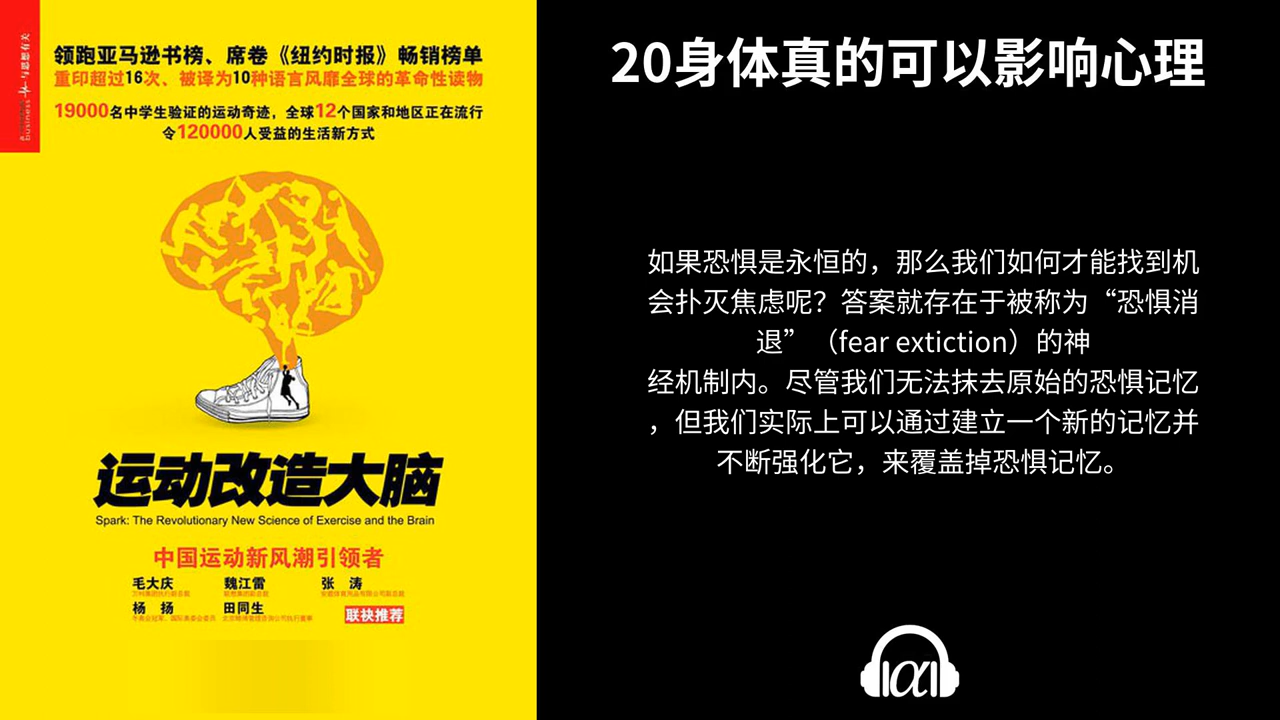 与思想有关
business
领跑亚马逊书榜、席卷《纽约时报》畅销榜单
重印超过16次、被译为10种语言风靡全球的革命性读物
19000名中学生验证的运动奇迹，全球12个国家和地区正在流行
令120000人受益的生活新方式
运动改造大脑
Spark: The Revolutionary New Science of Exercise and the Brain
中国运动新风潮引领者
毛大庆 魏江雷 张 涛
杨 扬 田同生
联袂推荐
20身体真的可以影响心理
如果恐惧是永恒的，那么我们如何才能找到机
会扑灭焦虑呢？答案就存在于被称为“恐惧消
退”（fear extiction）的神
经机制内。尽管我们无法抹去原始的恐惧记忆
，但我们实际上可以通过建立一个新的记忆并
不断强化它，来覆盖掉恐惧记忆。